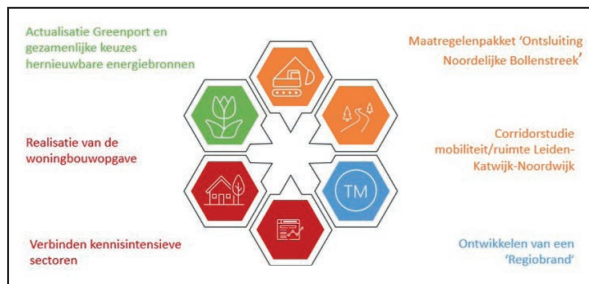 Actualisatie Greenport en
gezamenlijke keuzes
hernieuwbare energiebronnen
Maatregelenpakket ‘Ontsluiting
Noordelijke Bollenstreek’
Realisatie van de
woningbouwopgave
Corridorstudie
mobiliteit/ruimte Leiden-
Katwijk-Noordwijk
TM
Verbinden kennisintensieve
sectoren
Ontwikkelen van een
‘Regiobrand’